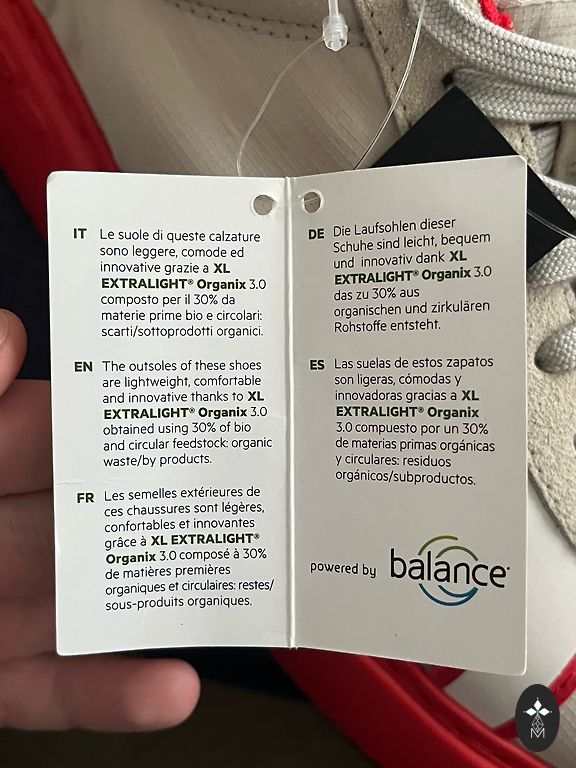 IT
Le suole di queste calzature
sono leggere, comode ed
innovative grazie a XL
EXTRALIGHT® Organix 3.0
composto per il 30% da
materie prime bio e circolari:
scarti/sottoprodotti organici.
EN
The outsoles of these shoes
are lightweight, comfortable
and innovative thanks to XL
EXTRALIGHT® Organix 3.0
obtained using 30% of bio
and circular feedstock: organic
waste/by products.
FR
Les semelles extérieures de
ces chaussures sont légères,
confortables et innovantes
grâce à XL EXTRALIGHT®
Organix 3.0 composé à 30%
de matières premières
organiques et circulaires: restes/
sous-produits organiques.
DE
Die Laufsohlen dieser
Schuhe sind leicht, bequem
und innovativ dank XL
EXTRALIGHT® Organix 3.0
das zu 30% aus
organischen und zirkulären
Rohstoffe entsteht.
ES
Las suelas de estos zapatos
son ligeras, cómodas y
innovadoras gracias a XL
EXTRALIGHT® Organix
3.0 compuesto por un 30%
de materias primas orgánicas
y circulares: residuos
orgánicos/subproductos.
powered by balance
M